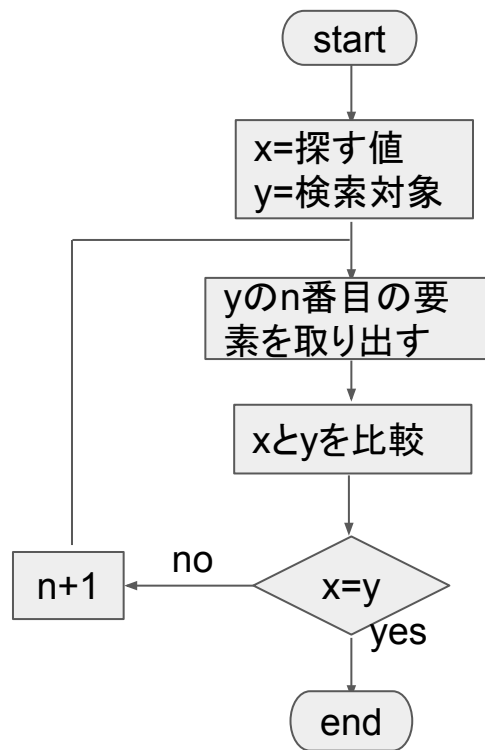 start
x=探す値
y=検索対象
yのn番目の要
素を取り出す
xとyを比較
no
n+1
x=y
yes
end